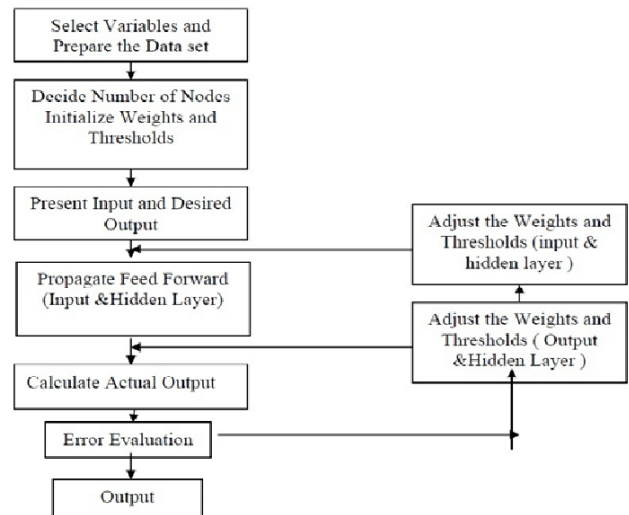 Select Variables and
Prepare the Data set
Decide Number of Nodes
Initialize Weights and
Thresholds
Present Input and Desired
Output
Propagate Feed Forward
(Input &Hidden Layer)
Calculate Actual Output
Error Evaluation
Output
Adjust the Weights and
Thresholds (input &
hidden layer )
Adjust the Weights and
Thresholds ( Output
&Hidden Layer )